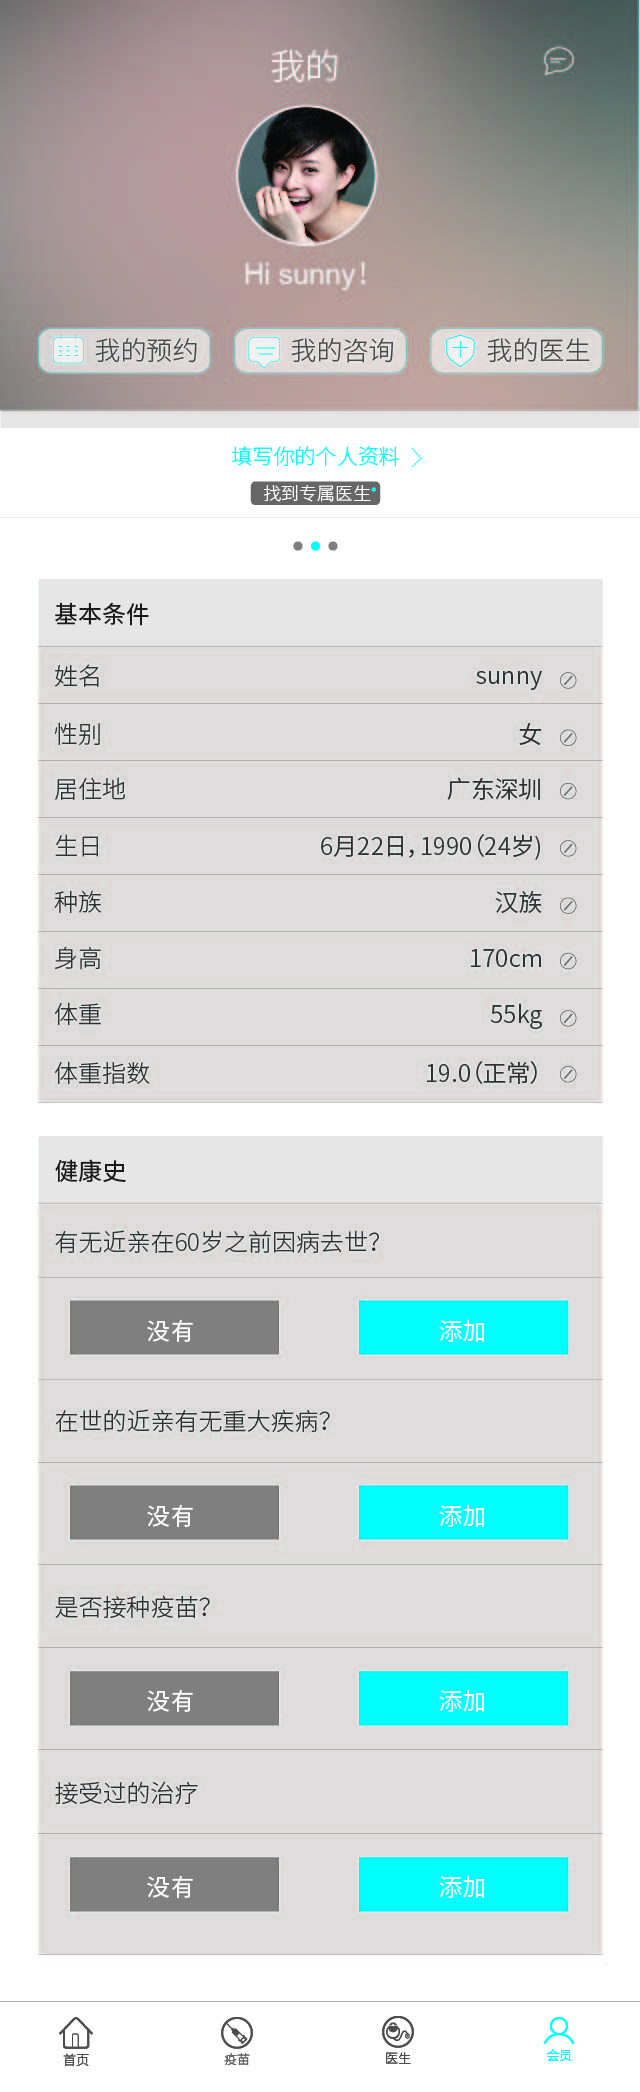 我的
Hi sunny!
我的预约 我的咨询 我的医生
填写你的个人资料
找到专属医生
基本条件
姓名 sunny
性别 女
居住地 广东深圳
生日 6月22日，1990（24岁）
种族 汉族
身高 170cm
体重 55kg
体重指数 19.0（正常）
健康史
有无近亲在60岁之前因病去世？
没有 添加
在世的近亲有无重大疾病？
没有 添加
是否接种疫苗？
没有 添加
接受过的治疗
没有 添加
首页 疫苗 医生 会员